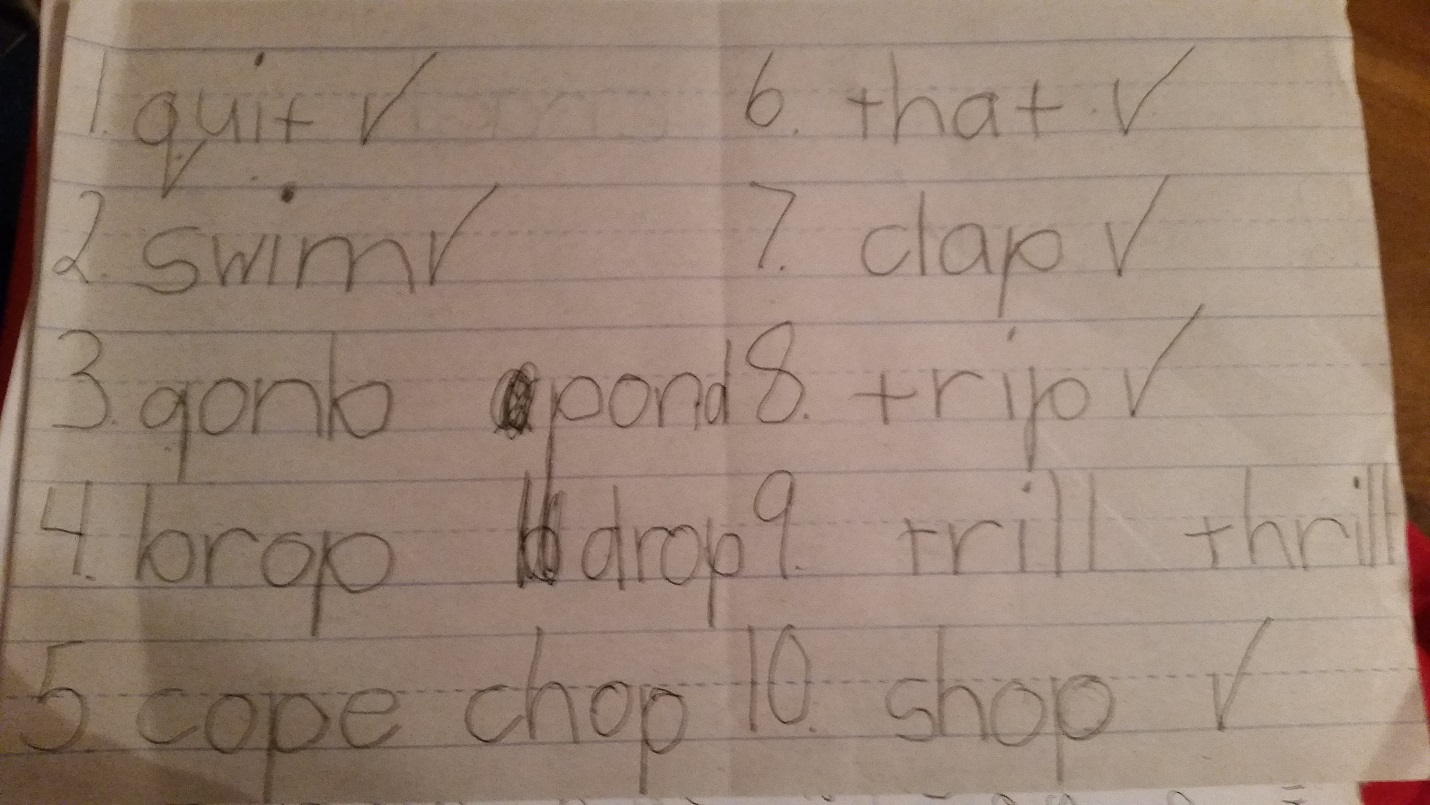 1. quit ✓
2. swim ✓
3. gonb pond
4. brop drop
5. cope chop
6. that ✓
7. clap ✓
8. trip ✓
9. trill thrill
10. shop ✓